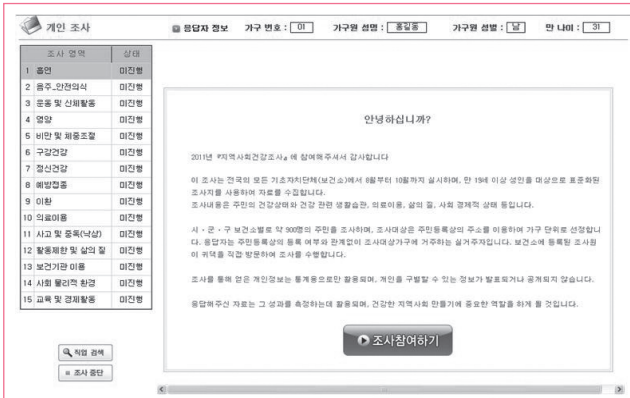 개인 조사
응답자 정보 가구 번호 : 01 가구원 성명 : 홍길동 가구원 성별 : 남 만 나이 : 31
조사 영역 상태
1 흡연 미진행
2 음주_안전의식 미진행
3 운동 및 신체활동 미진행
4 영양 미진행
5 비만 및 체중조절 미진행
6 구강건강 미진행
7 정신건강 미진행
8 예방접종 미진행
9 이환 미진행
10 의료이용 미진행
11 사고 및 중독(낙상) 미진행
12 활동제한 및 삶의 질 미진행
13 보건기관 이용 미진행
14 사회 물리적 환경 미진행
15 교육 및 경제활동 미진행
직업 검색
조사 중단
안녕하십니까?
2011년 『지역사회건강조사』에 참여해주셔서 감사합니다
이 조사는 전국의 모든 기초자치단체(보건소)에서 8월부터 10월까지 실시하며, 만 19세 이상 성인을 대상으로 표준화된
조사지를 사용하여 자료를 수집합니다.
조사내용은 주민의 건강상태와 건강 관련 생활습관, 의료이용, 삶의 질, 사회 경제적 상태 등입니다.
시·군·구 보건소별로 약 900명의 주민을 조사하며, 조사대상은 주민등록상의 주소를 이용하여 가구 단위로 선정합니
다. 응답자는 주민등록상의 등록 여부와 관계없이 조사대상가구에 거주하는 실거주자입니다. 보건소에 등록된 조사원
이 귀댁을 직접 방문하여 조사를 수행합니다.
조사를 통해 얻은 개인정보는 통계용으로만 활용되며, 개인을 구별할 수 있는 정보가 발표되거나 공개되지 않습니다.
응답해주신 자료는 그 성과를 측정하는데 활용되며, 건강한 지역사회 만들기에 중요한 역할을 하게 될 것입니다.
조사참여하기